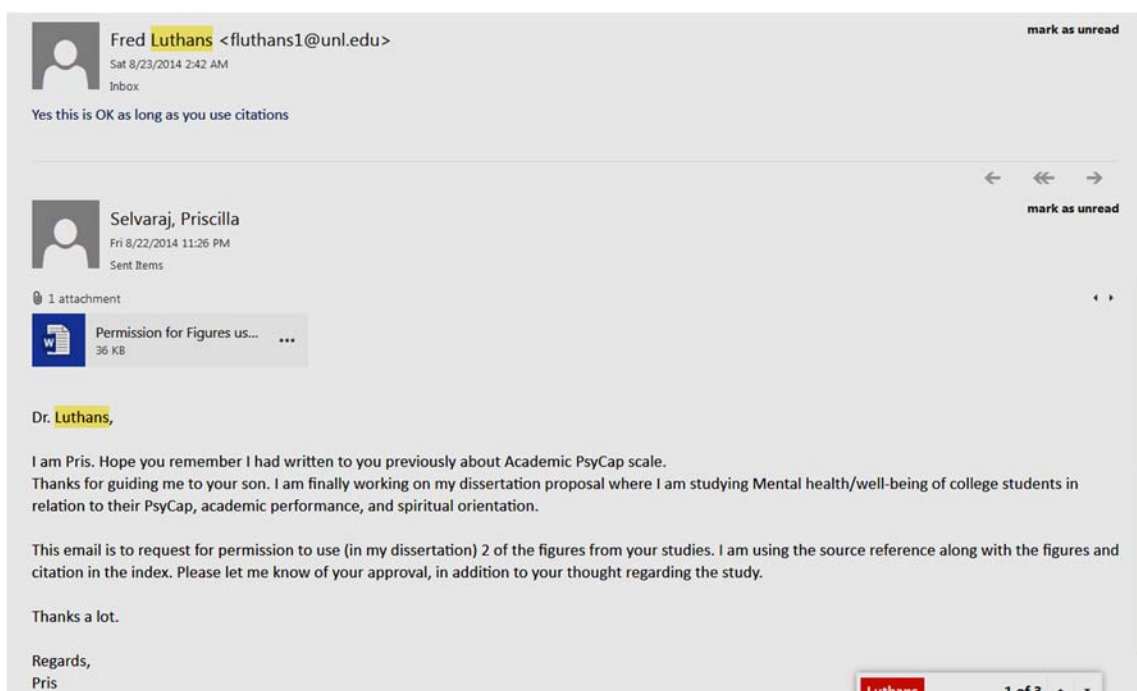 Fred Luthans <fluthans1@unl.edu>
mark as unread
Sat 8/23/2014 2:42 AM
Inbox
Yes this is OK as long as you use citations
Selvaraj, Priscilla
mark as unread
Fri 8/22/2014 11:26 PM
Sent Items
1 attachment
W
Permission for Figures us...
36 KB
Dr. Luthans,
I am Pris. Hope you remember I had written to you previously about Academic PsyCap scale.
Thanks for guiding me to your son. I am finally working on my dissertation proposal where I am studying Mental health/well-being of college students in
relation to their PsyCap, academic performance, and spiritual orientation.
This email is to request for permission to use (in my dissertation) 2 of the figures from your studies. I am using the source reference along with the figures and
citation in the index. Please let me know of your approval, in addition to your thought regarding the study.
Thanks a lot.
Regards,
Pris
Luthans 1 of 3